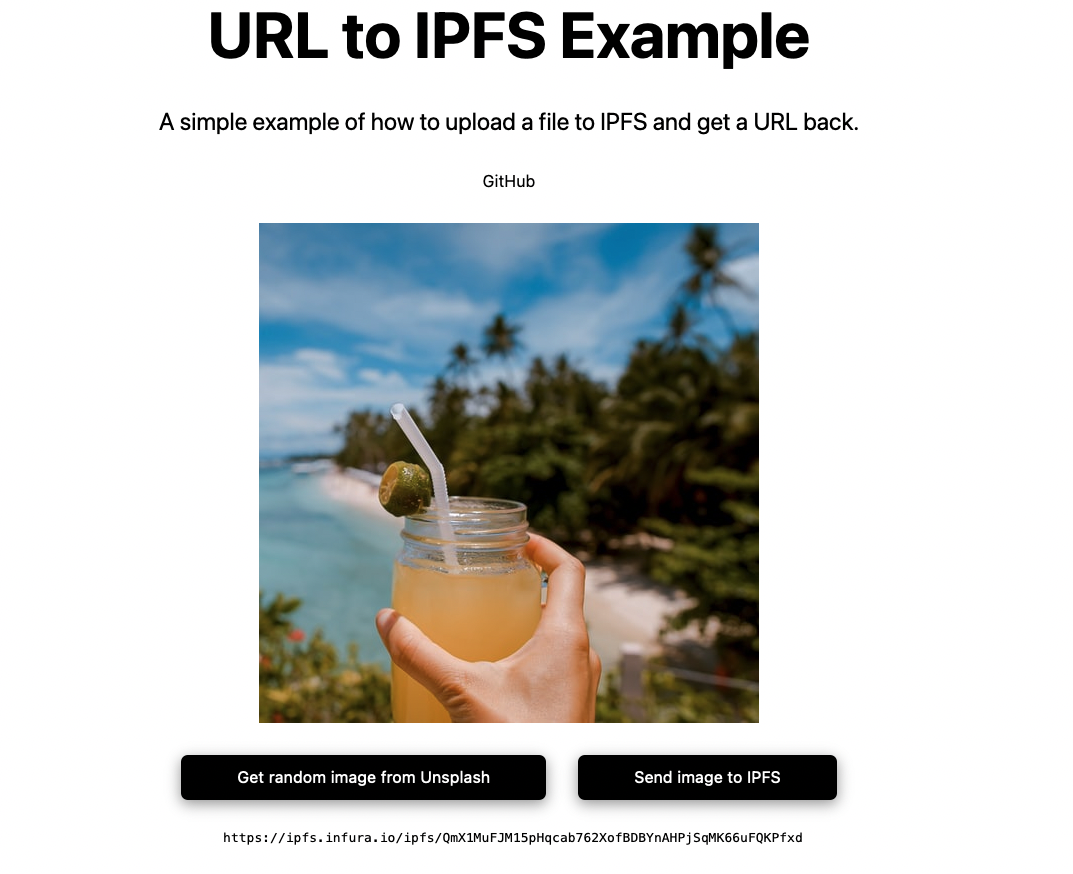 URL to IPFS Example
A simple example of how to upload a file to IPFS and get a URL back.
GitHub
Get random image from Unsplash
Send image to IPFS
https://ipfs.infura.io/ipfs/QmX1MuFJM15pHqcab762XofBDBYnAHPjSqMK66uFQKPfxd